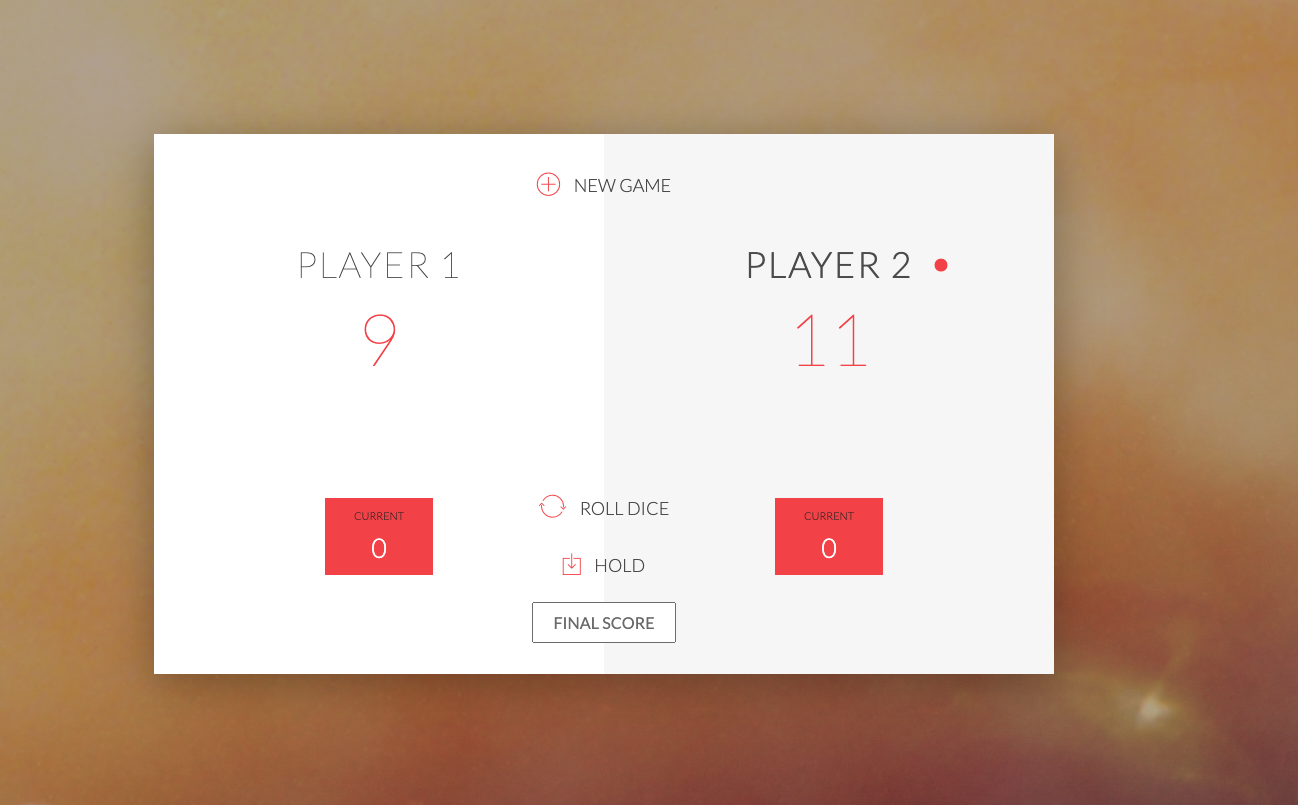 NEW GAME
PLAYER 1
PLAYER 2
9
11
CURRENT
0
CURRENT
0
ROLL DICE
HOLD
FINAL SCORE